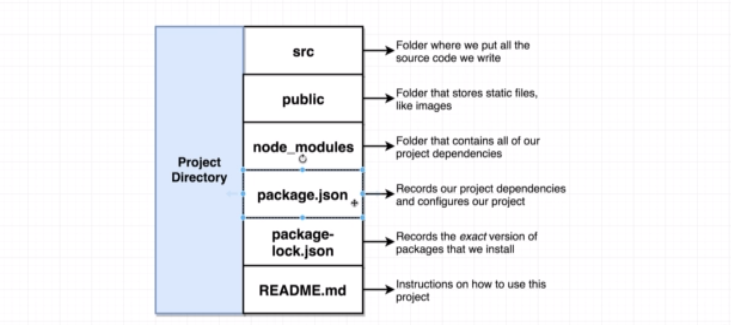 src
Folder where we put all the
source code we write
public
Folder that stores static files,
like images
node_modules
Folder that contains all of our
project dependencies
Project
Directory
package.json
Records our project dependencies
and configures our project
package-
lock.json
Records the exact version of
packages that we install
README.md
Instructions on how to use this
project